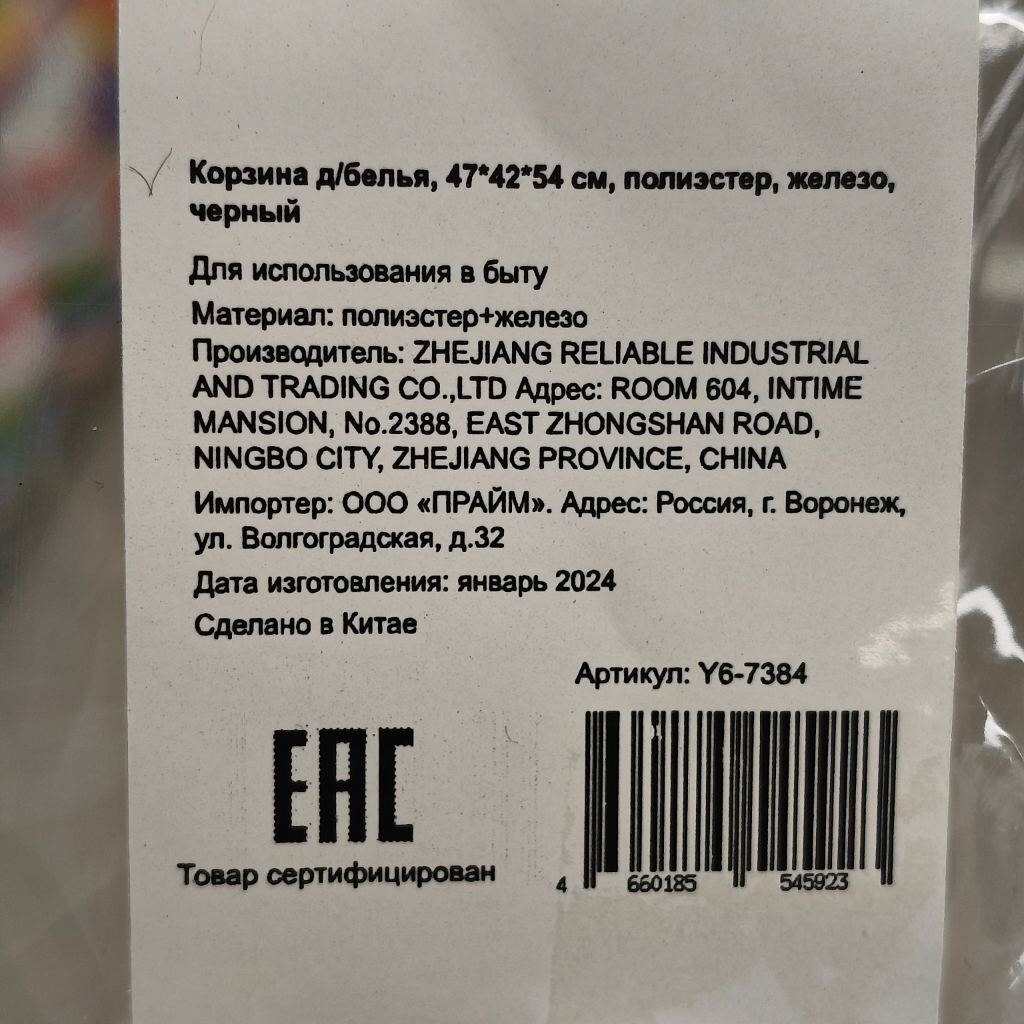 Корзина д/белья, 47*42*54 см, полиэстер, железо,
черный
Для использования в быту
Материал: полиэстер+железо
Производитель: ZHEJIANG RELIABLE INDUSTRIAL
AND TRADING CO.,LTD Адрес: ROOM 604, INTIME
MANSION, No.2388, EAST ZHONGSHAN ROAD,
NINGBO CITY, ZHEJIANG PROVINCE, CHINA
Импортер: ООО «ПРАЙМ». Адрес: Россия, г. Воронеж,
ул. Волгоградская, д.32
Дата изготовления: январь 2024
Сделано в Китае
Артикул: Y6-7384
EAC
Товар сертифицирован
4 660185 545923